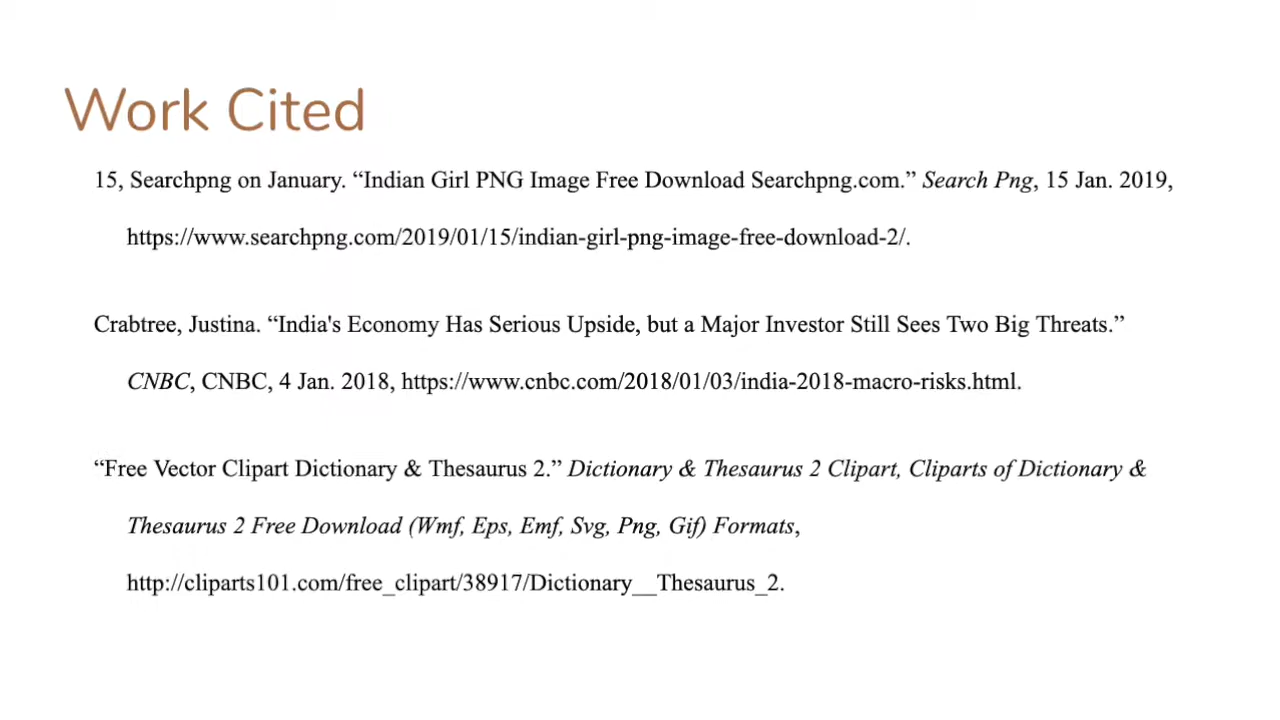 Work Cited
15, Searchpng on January. “Indian Girl PNG Image Free Download Searchpng.com.” Search Png, 15 Jan. 2019,
https://www.searchpng.com/2019/01/15/indian-girl-png-image-free-download-2/.
Crabtree, Justina. “India's Economy Has Serious Upside, but a Major Investor Still Sees Two Big Threats.”
CNBC, CNBC, 4 Jan. 2018, https://www.cnbc.com/2018/01/03/india-2018-macro-risks.html.
“Free Vector Clipart Dictionary & Thesaurus 2.” Dictionary & Thesaurus 2 Clipart, Cliparts of Dictionary &
Thesaurus 2 Free Download (Wmf, Eps, Emf, Svg, Png, Gif) Formats,
http://cliparts101.com/free_clipart/38917/Dictionary__Thesaurus_2.